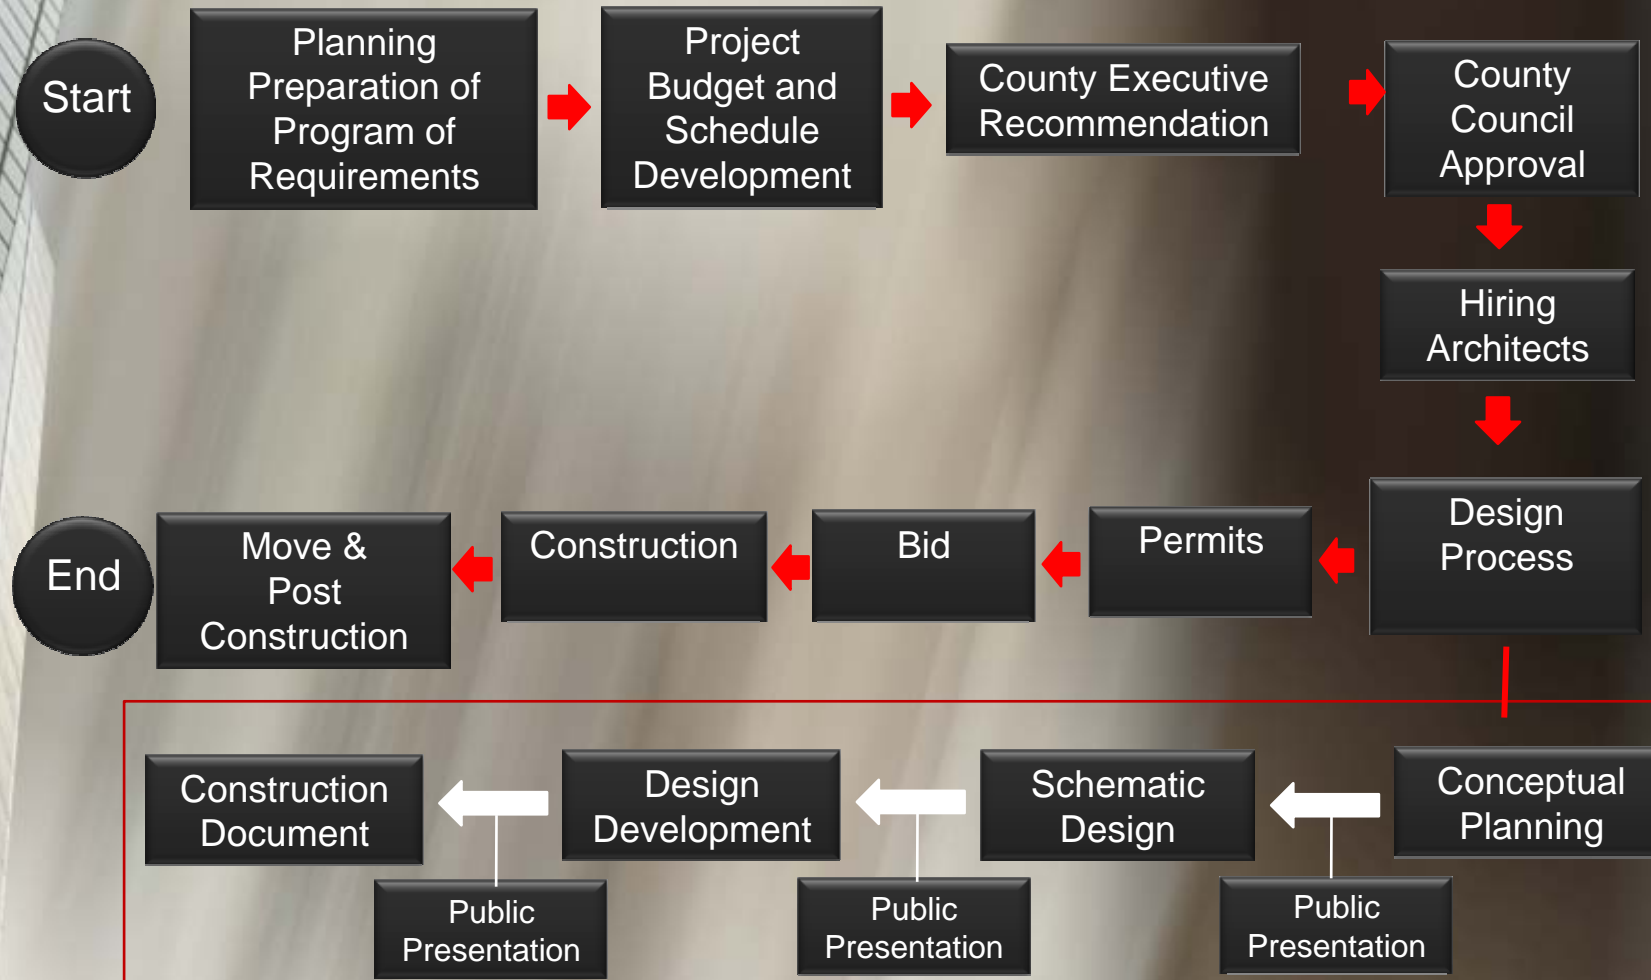 Start
Planning
Preparation of
Program of
Requirements
Project
Budget and
Schedule
Development
County Executive
Recommendation
County
Council
Approval
Hiring
Architects
Design
Process
Permits
Bid
Construction
Move &
Post
Construction
End
Conceptual
Planning
Public
Presentation
Schematic
Design
Public
Presentation
Design
Development
Public
Presentation
Construction
Document